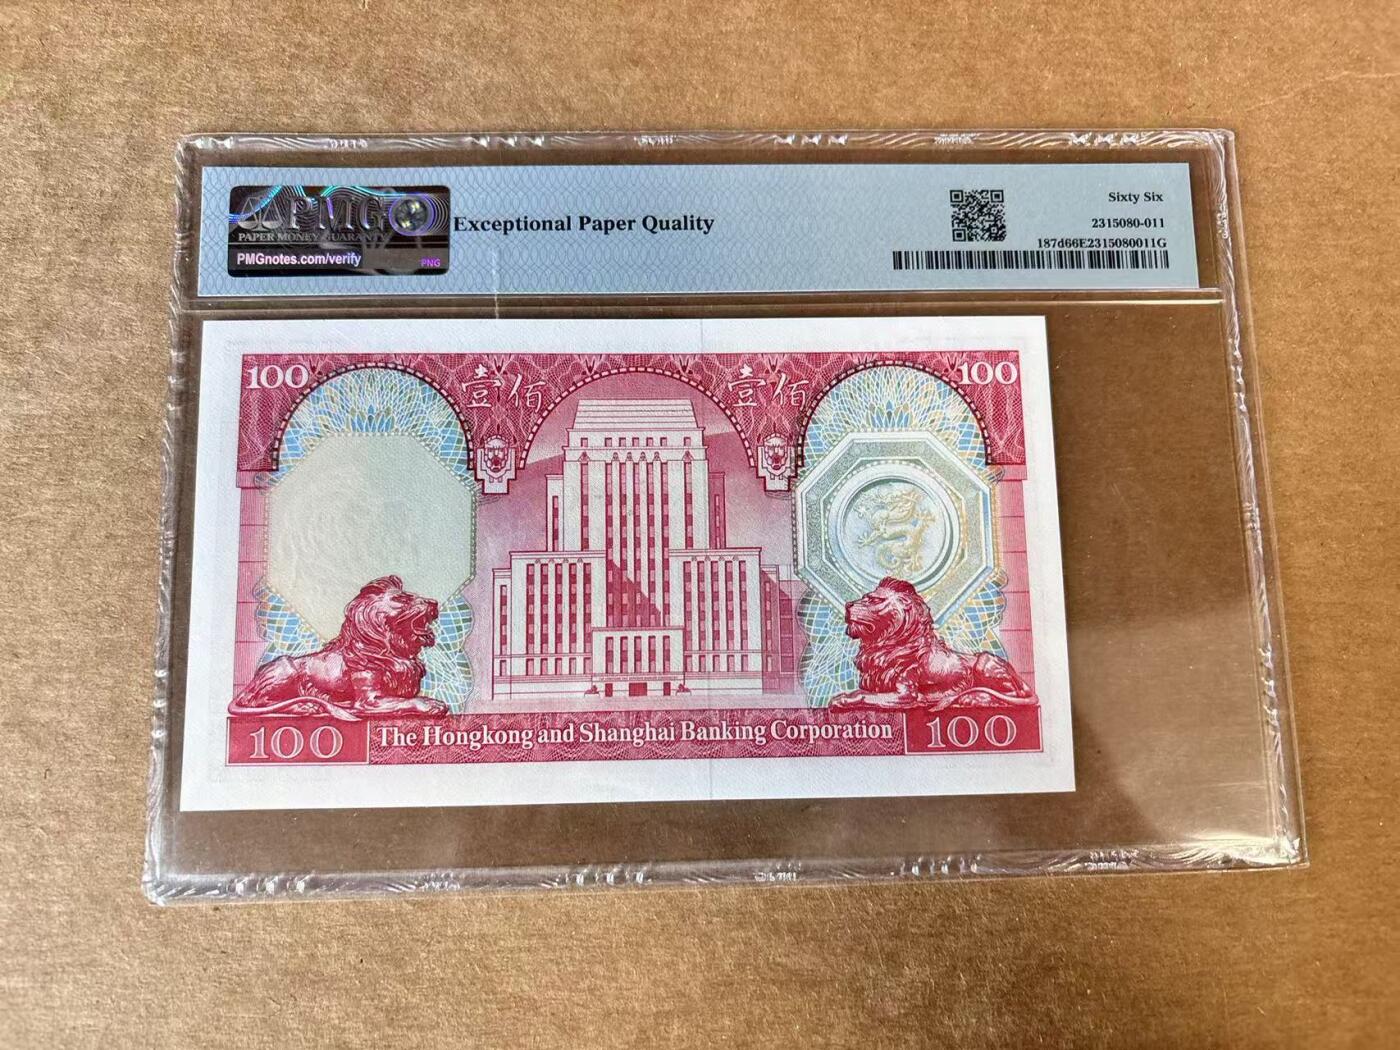 PMG
PAPER MONEY GUARANTY
PMGnotes.com/verify
PNG
Exceptional Paper Quality
Sixty Six
2315080-011
187d66E2315080011G
100 壹佰 壹佰 100
100 The Hongkong and Shanghai Banking Corporation 100